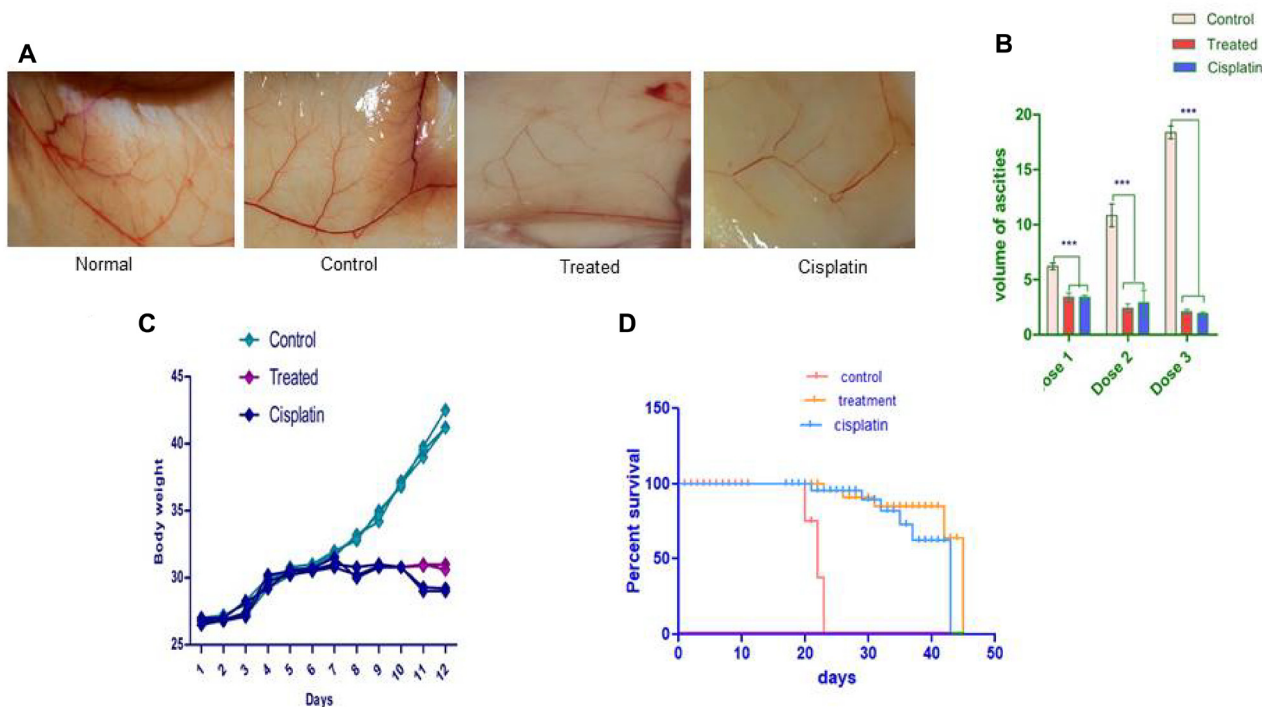 A
Normal
Control
Treated
Cisplatin
B
Control
Treated
Cisplatin
volume of ascities
20
15
10
5
0
***
***
***
ose 1
Dose 2
Dose 3
C
Control
Treated
Cisplatin
Body weight
45
40
35
30
25
1 2 3 4 5 6 7 8 9 10 11 12
Days
D
control
treatment
cisplatin
Percent survival
150
100
50
0
0 10 20 30 40 50
days